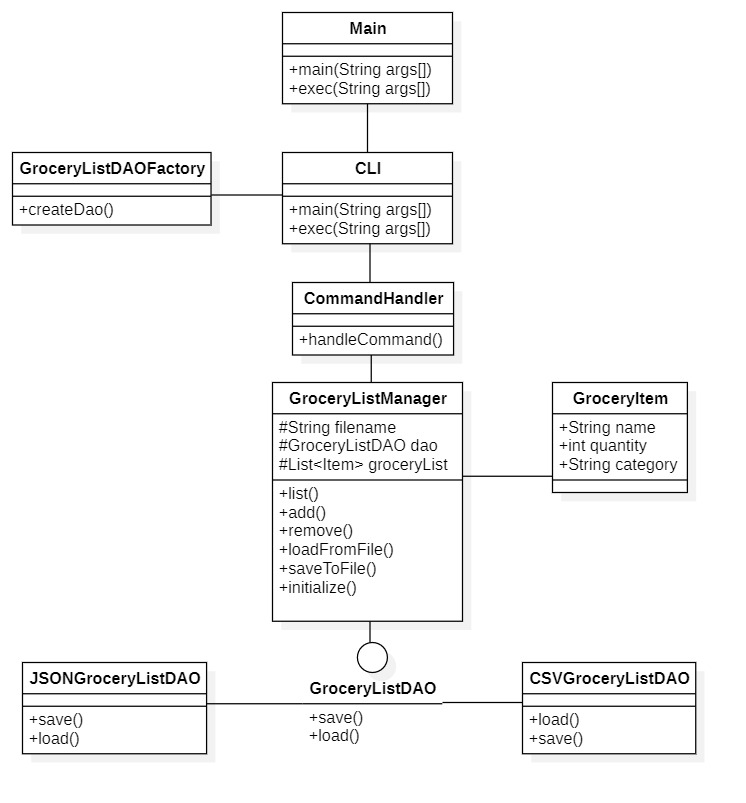 Main
+main(String args[])
+exec(String args[])
GroceryListDAOFactory
+createDao()
CLI
+main(String args[])
+exec(String args[])
CommandHandler
+handleCommand()
GroceryListManager
#String filename
#GroceryListDAO dao
#List<Item> groceryList
+list()
+add()
+remove()
+loadFromFile()
+saveToFile()
+initialize()
GroceryItem
+String name
+int quantity
+String category
JSONGroceryListDAO
+save()
+load()
GroceryListDAO
+save()
+load()
CSVGroceryListDAO
+load()
+save()